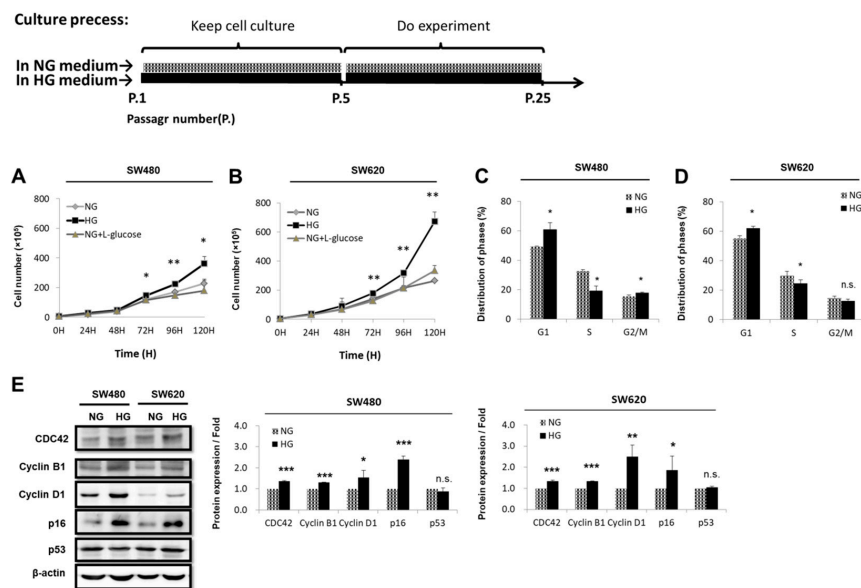 Culture precess:
Keep cell culture
Do experiment
In NG medium→
In HG medium→
P.1
P.5
P.25
Passagr number(P.)
A
SW480
Cell number (×10⁵)
800
600
400
200
0
NG
HG
NG+L-glucose
*
**
*
0H 24H 48H 72H 96H 120H
Time (H)
B
SW620
Cell number (×10⁵)
800
600
400
200
0
NG
HG
NG+L-glucose
**
**
**
0H 24H 48H 72H 96H 120H
Time (H)
C
SW480
Distribution of phases (%)
80
60
40
20
0
NG
HG
*
*
*
G1 S G2/M
D
SW620
Distribution of phases (%)
80
60
40
20
0
NG
HG
*
*
n.s.
G1 S G2/M
E
SW480 SW620
NG HG NG HG
CDC42
Cyclin B1
Cyclin D1
p16
p53
β-actin
SW480
Protein expression / Fold
4.0
3.0
2.0
1.0
0.0
NG
HG
***
***
*
***
n.s.
CDC42 Cyclin B1 Cyclin D1 p16 p53
SW620
Protein expression / Fold
4.0
3.0
2.0
1.0
0.0
NG
HG
***
***
**
*
n.s.
CDC42 Cyclin B1 Cyclin D1 p16 p53